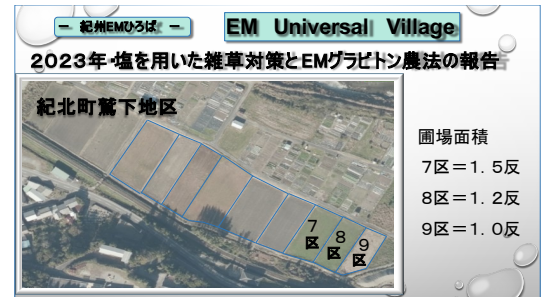 － 紀州EMひろば －
EM Universal Village
2023年・塩を用いた雑草対策とEMグラビトン農法の報告
紀北町鷲下地区
圃場面積
7区＝1．5反
8区＝1．2反
9区＝1．0反
7区
8区
9区